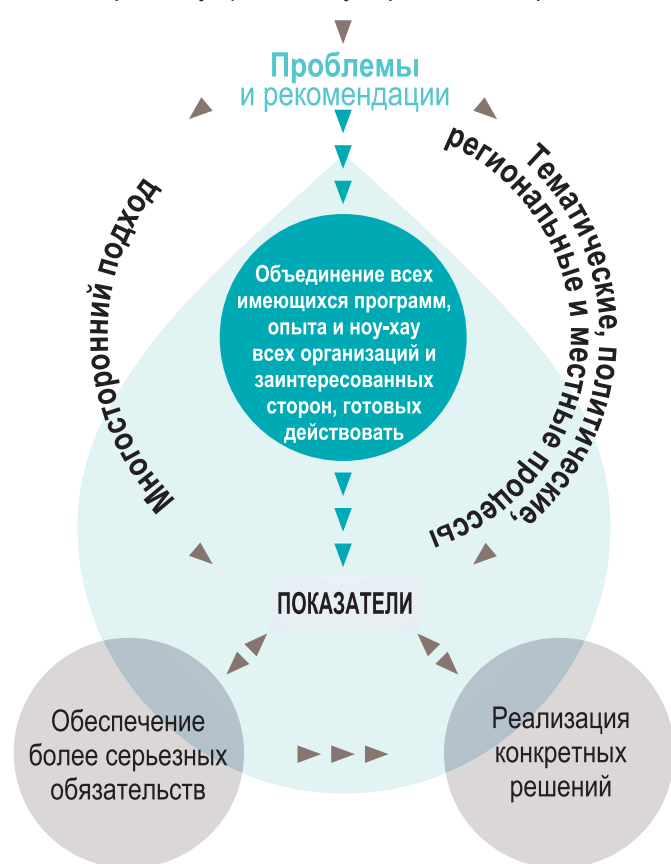 Проблемы
и рекомендации
Многосторонний подход
Тематические, политические,
региональные и местные процессы
Объединение всех
имеющихся программ,
опыта и ноу-хау
всех организаций и
заинтересованных
сторон, готовых
действовать
ПОКАЗАТЕЛИ
Обеспечение
более серьезных
обязательств
Реализация
конкретных
решений